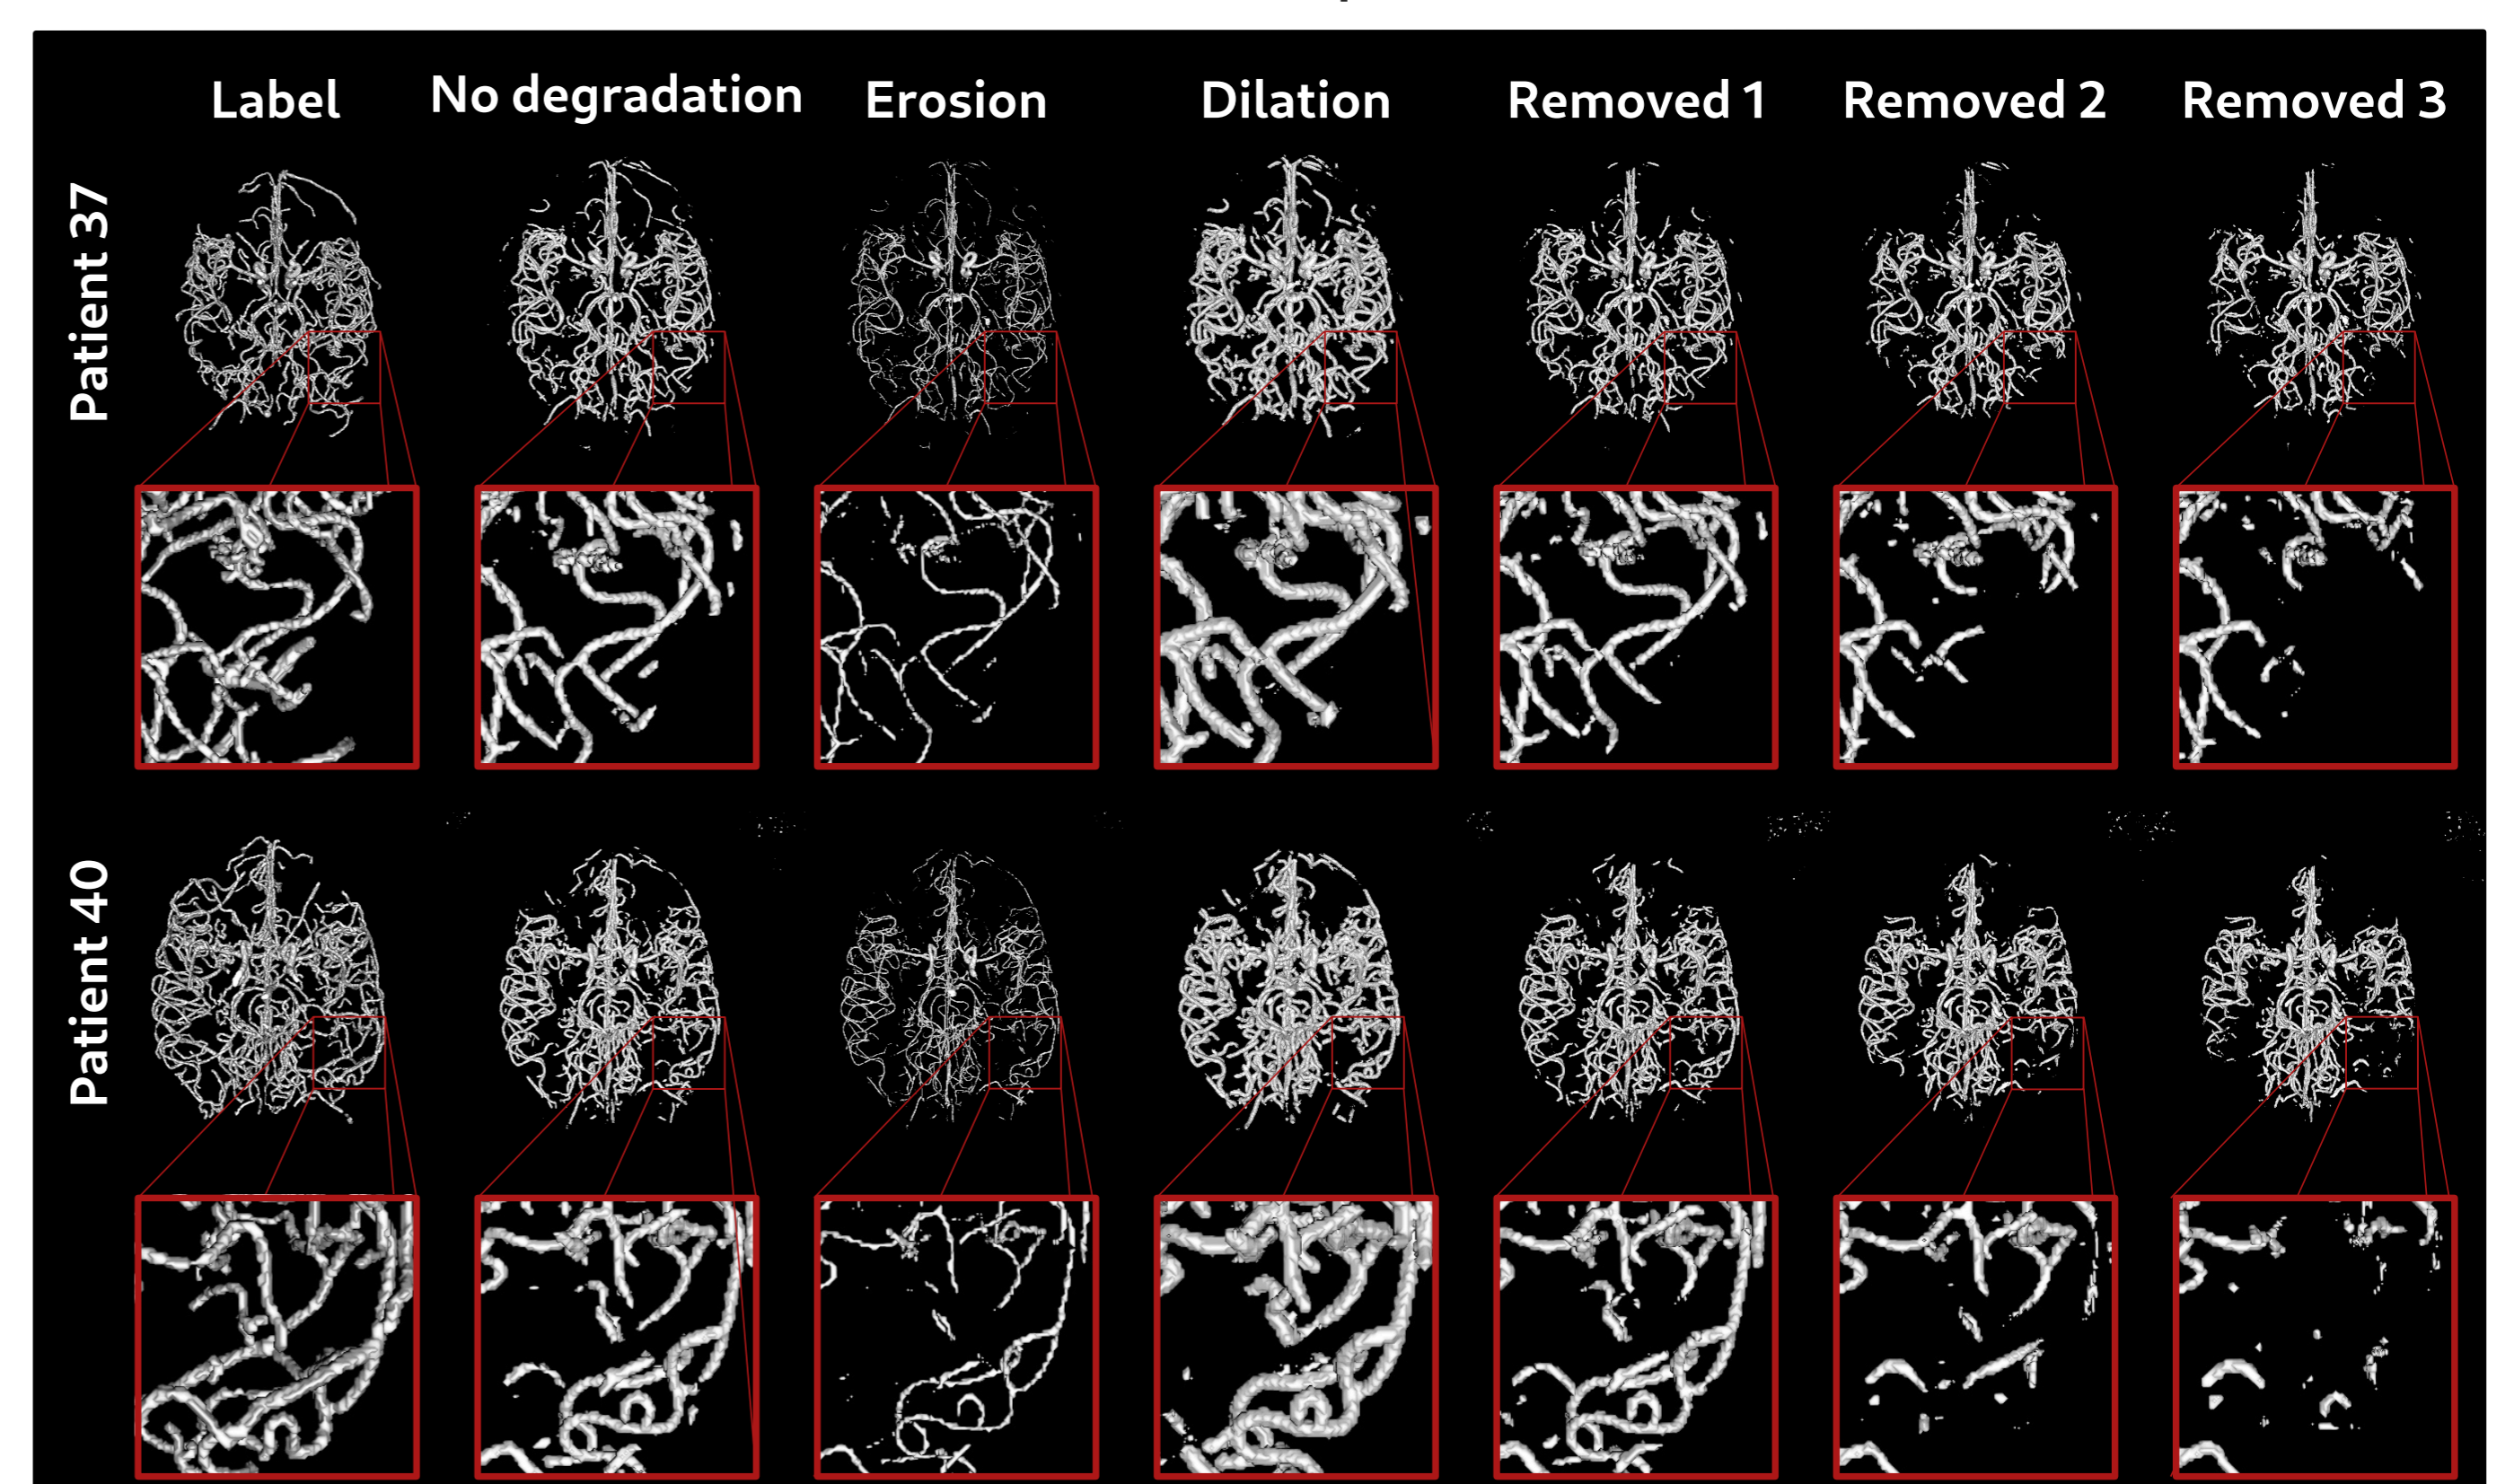 Label
No degradation
Erosion
Dilation
Removed 1
Removed 2
Removed 3
Patient 37
Patient 40